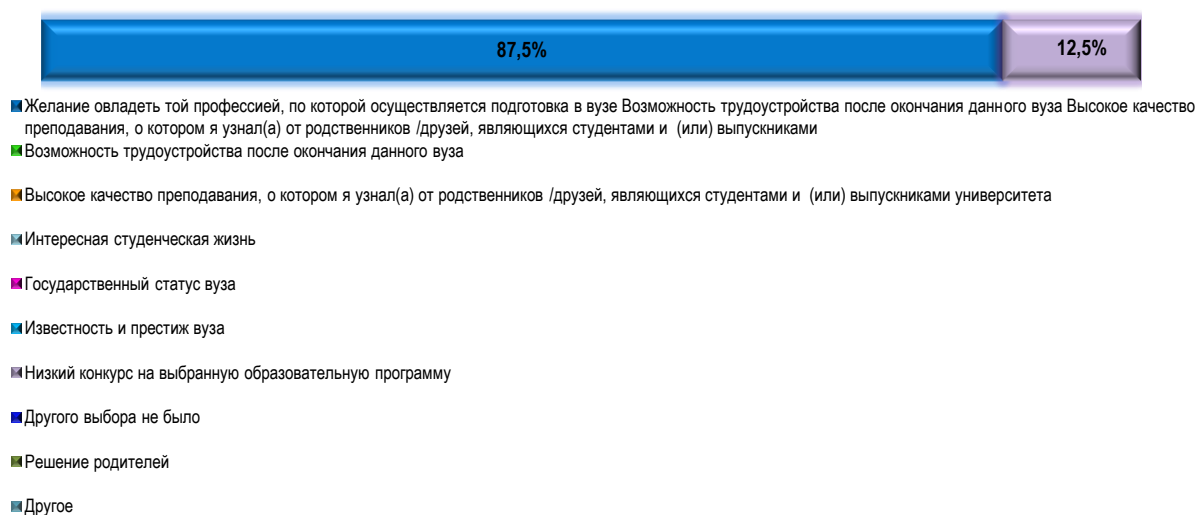 87,5%
12,5%
Желание овладеть той профессией, по которой осуществляется подготовка в вузе Возможность трудоустройства после окончания данного вуза Высокое качество
преподавания, о котором я узнал(а) от родственников /друзей, являющихся студентами и (или) выпускниками
Возможность трудоустройства после окончания данного вуза
Высокое качество преподавания, о котором я узнал(а) от родственников /друзей, являющихся студентами и (или) выпускниками университета
Интересная студенческая жизнь
Государственный статус вуза
Известность и престиж вуза
Низкий конкурс на выбранную образовательную программу
Другого выбора не было
Решение родителей
Другое